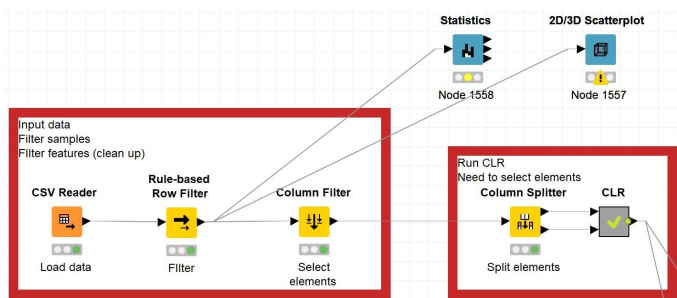 Statistics
2D/3D Scatterplot
Node 1558
Node 1557
Input data
Filter samples
FIlter features (clean up)
CSV Reader
Rule-based
Row Filter
Column Filter
Load data
FIlter
Select
elements
Run CLR
Need to select elements
Column Splitter
CLR
Split elements